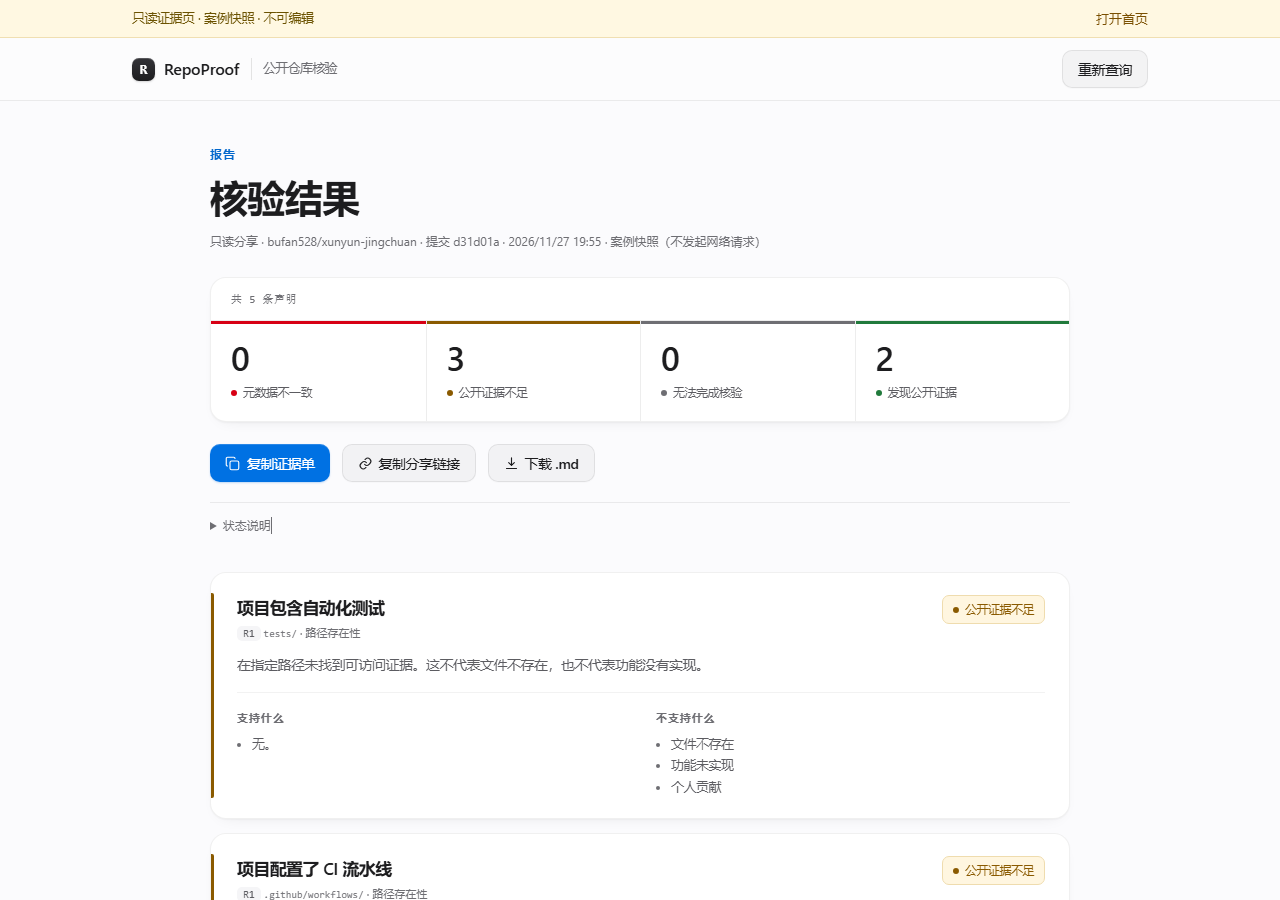 只读证据页 · 案例快照 · 不可编辑
打开首页
R RepoProof 公开仓库核验
重新查询
报告
核验结果
只读分享 · bufan528/xunyun-jingchuan · 提交 d31d01a · 2026/11/27 19:55 · 案例快照（不发起网络请求）
共 5 条声明
0 3 0 2
元数据不一致 公开证据不足 无法完成核验 发现公开证据
复制证据单 复制分享链接 下载 .md
状态说明
项目包含自动化测试
公开证据不足
R1 tests/ · 路径存在性
在指定路径未找到可访问证据。这不代表文件不存在，也不代表功能没有实现。
支持什么
无。
不支持什么
文件不存在
功能未实现
个人贡献
项目配置了 CI 流水线
公开证据不足
R1 .github/workflows/ · 路径存在性